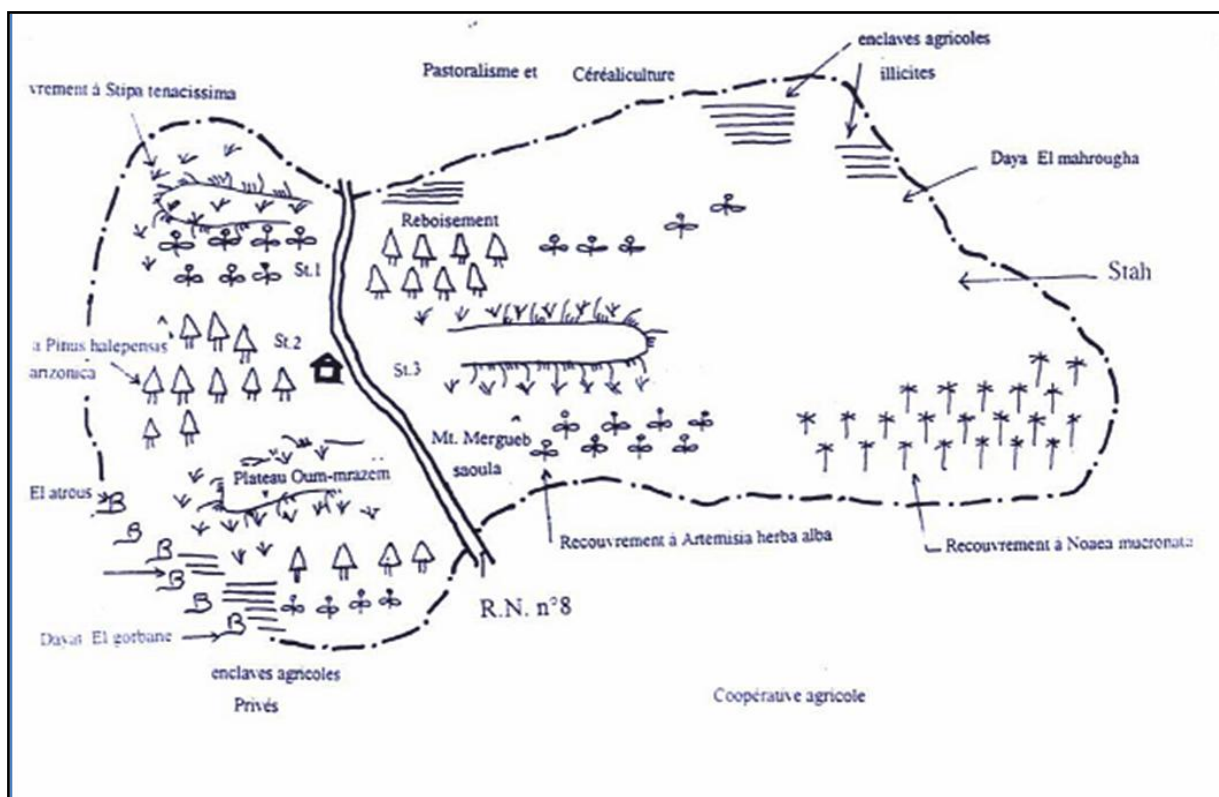 enclaves agricoles
illicites
Pastoralisme et Céréaliculture
vrement à Stipa tenacissima
Daya El mahrougha
Reboisement
St.1
Stah
a Pinus halepensis
arizonica
St.2
St.3
Mt. Mergueb
saoula
Plateau Oum-mrazem
El atrous
Recouvrement à Artemisia herba alba
Recouvrement à Noaea mucronata
R.N. n°8
Dayat El gorbane
enclaves agricoles
Privés
Coopérative agricole